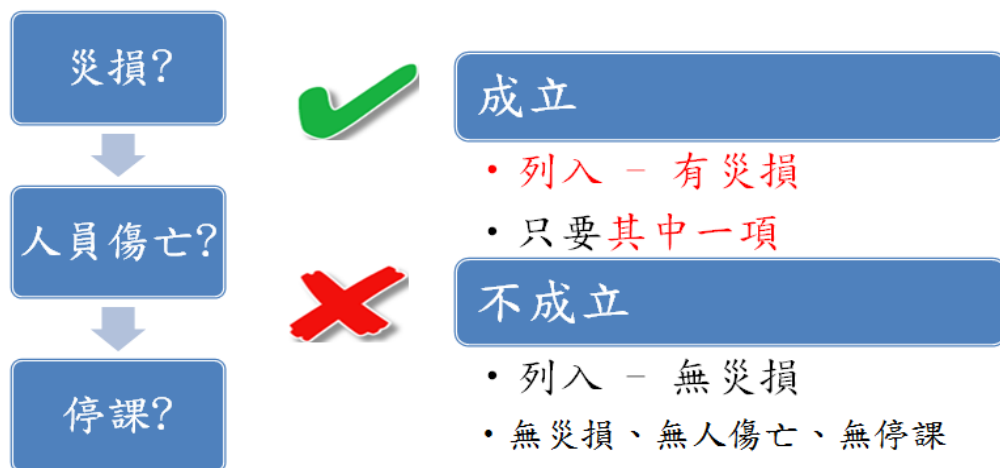 災損?
人員傷亡?
停課?
成立
• 列入 – 有災損
• 只要其中一項
不成立
• 列入 – 無災損
• 無災損、無人傷亡、無停課